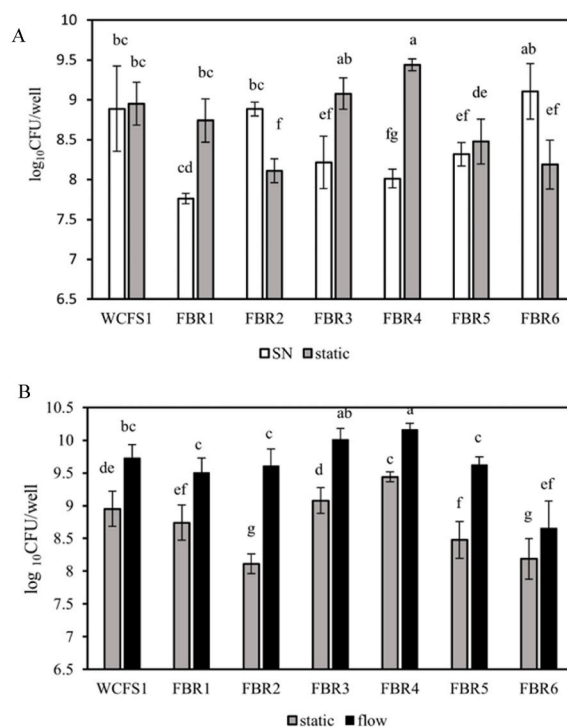 A
log10CFU/well
10
9.5
9
8.5
8
7.5
7
6.5
bc bc bc cd bc f ef ab fg a ef de ab ef
WCFS1 FBR1 FBR2 FBR3 FBR4 FBR5 FBR6
SN static
B
log 10CFU/well
10.5
10
9.5
9
8.5
8
7.5
7
6.5
de bc ef c g c d ab c a f c g ef
WCFS1 FBR1 FBR2 FBR3 FBR4 FBR5 FBR6
static flow